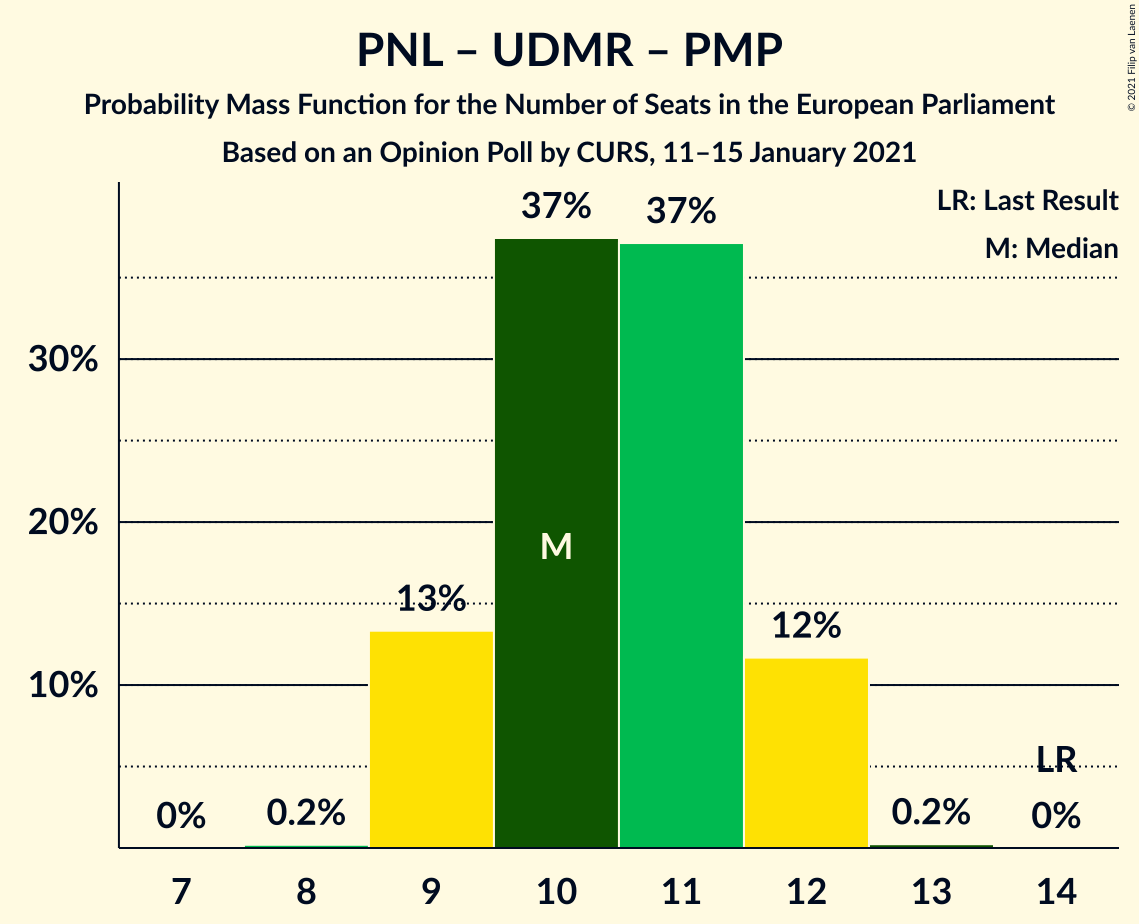 PNL – UDMR – PMP
Probability Mass Function for the Number of Seats in the European Parliament
Based on an Opinion Poll by CURS, 11–15 January 2021
© 2021 Filip van Laenen
LR: Last Result
M: Median
37%
37%
30%
20%
M
13%
12%
10%
LR
0%
0.2%
0.2%
0%
7
8
9
10
11
12
13
14